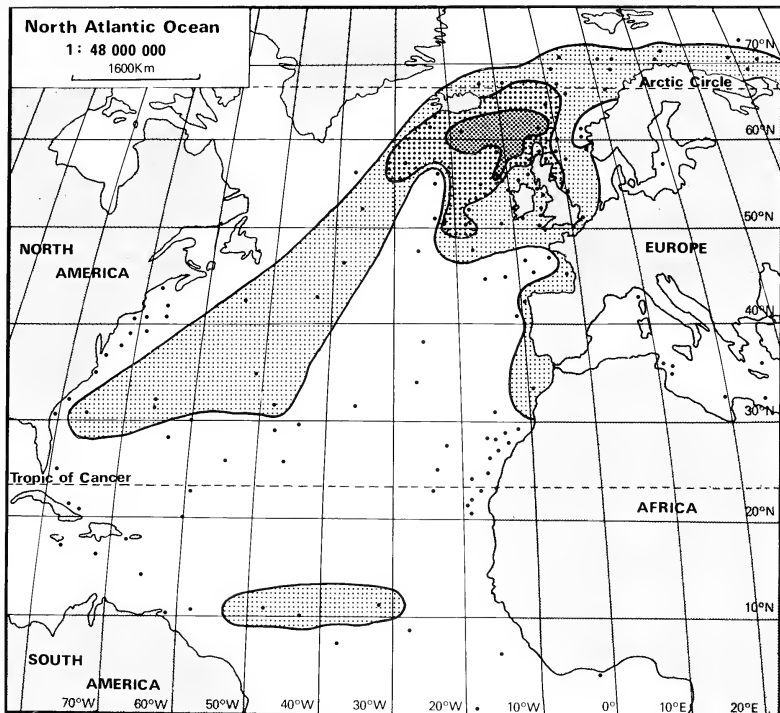 North Atlantic Ocean
1: 48 000 000
1600Km
70°N
Arctic Circle
60°N
50°N
NORTH
AMERICA
EUROPE
40°N
30°N
Tropic of Cancer
AFRICA
20°N
10°N
SOUTH
AMERICA
70°W 60°W 50°W 40°W 30°W 20°W 10°W 0° 10°E 20°E